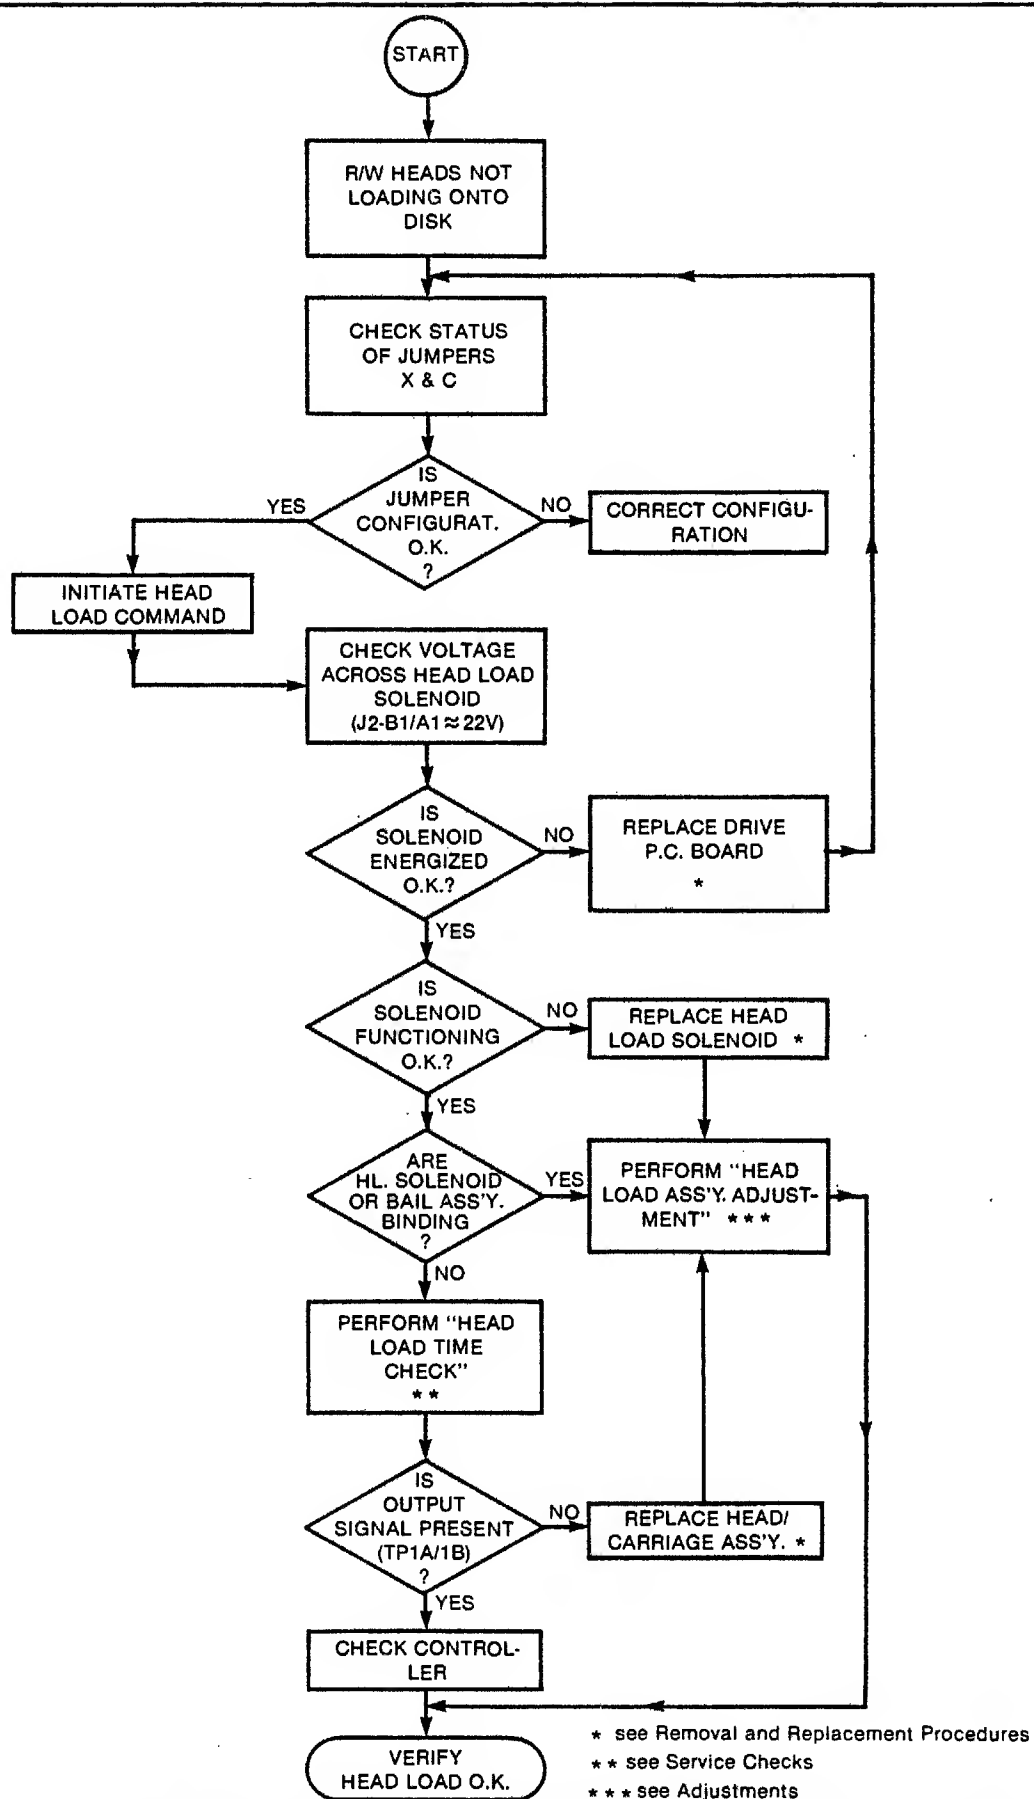 START
R/W HEADS NOT
LOADING ONTO
DISK
CHECK STATUS
OF JUMPERS
X & C
IS
JUMPER
CONFIGURAT.
O.K.
?
YES
NO
CORRECT CONFIGU-
RATION
INITIATE HEAD
LOAD COMMAND
CHECK VOLTAGE
ACROSS HEAD LOAD
SOLENOID
(J2-B1/A1 ≈ 22V)
IS
SOLENOID
ENERGIZED
O.K.?
NO
REPLACE DRIVE
P.C. BOARD
*
YES
IS
SOLENOID
FUNCTIONING
O.K.?
NO
REPLACE HEAD
LOAD SOLENOID *
YES
ARE
HL. SOLENOID
OR BAIL ASS'Y.
BINDING
?
YES
PERFORM "HEAD
LOAD ASS'Y. ADJUST-
MENT" * * *
NO
PERFORM "HEAD
LOAD TIME
CHECK"
* *
IS
OUTPUT
SIGNAL PRESENT
(TP1A/1B)
?
NO
REPLACE HEAD/
CARRIAGE ASS'Y. *
YES
CHECK CONTROL-
LER
VERIFY
HEAD LOAD O.K.
* see Removal and Replacement Procedures
* * see Service Checks
* * * see Adjustments